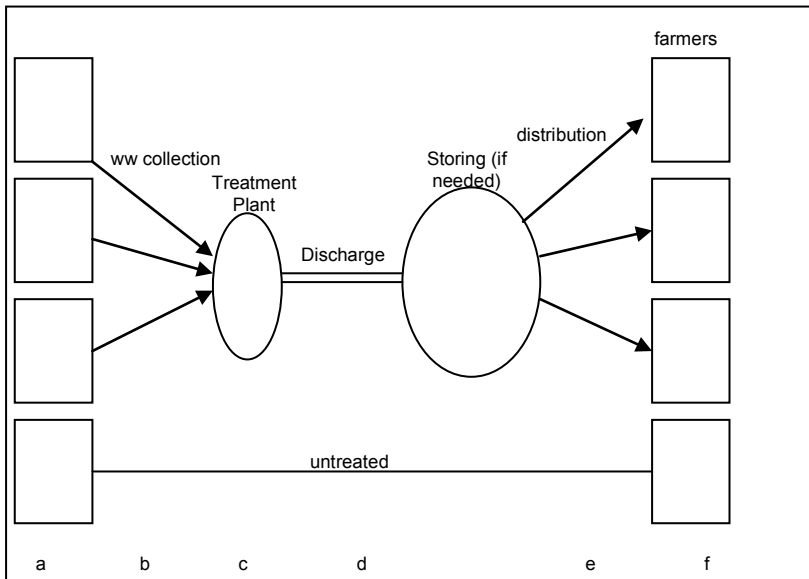 farmers
distribution
ww collection
Storing (if
needed)
Treatment
Plant
Discharge
untreated
a b c d e f